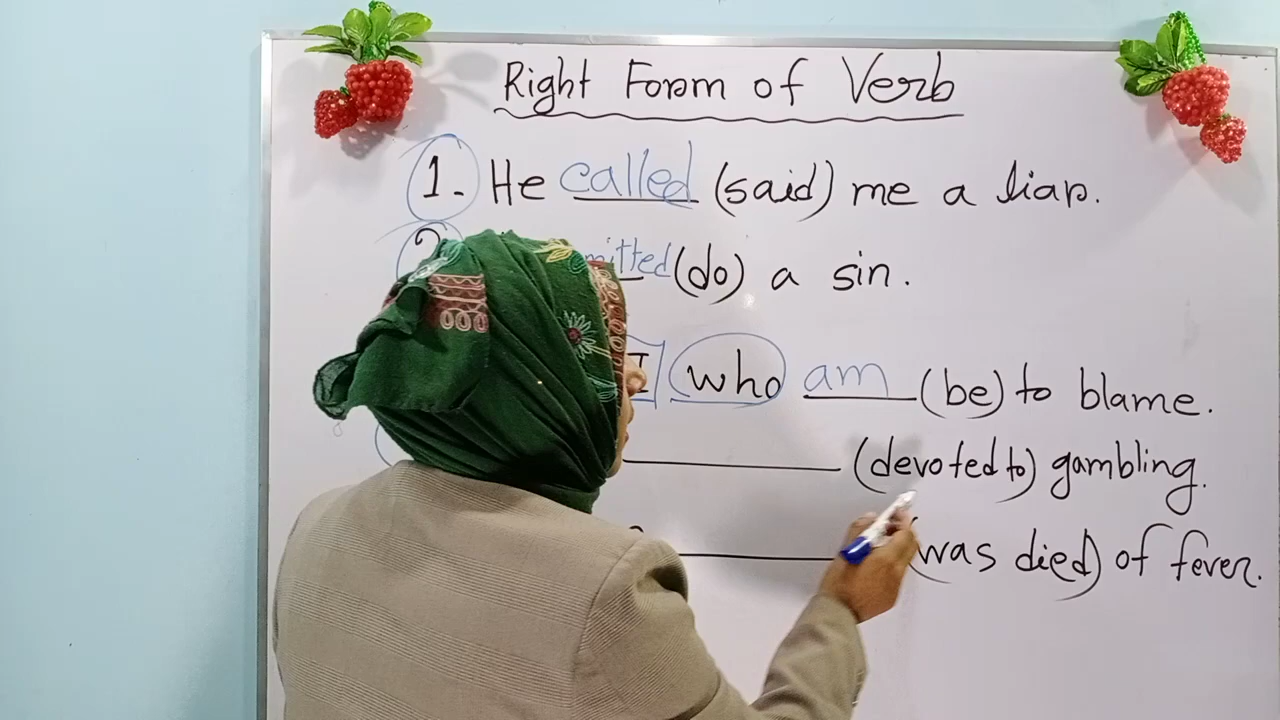 Right Form of Verb
1. He called (said) me a liar.
2. mitted (do) a sin.
I who am (be) to blame.
(devoted to) gambling.
(was died) of fever.